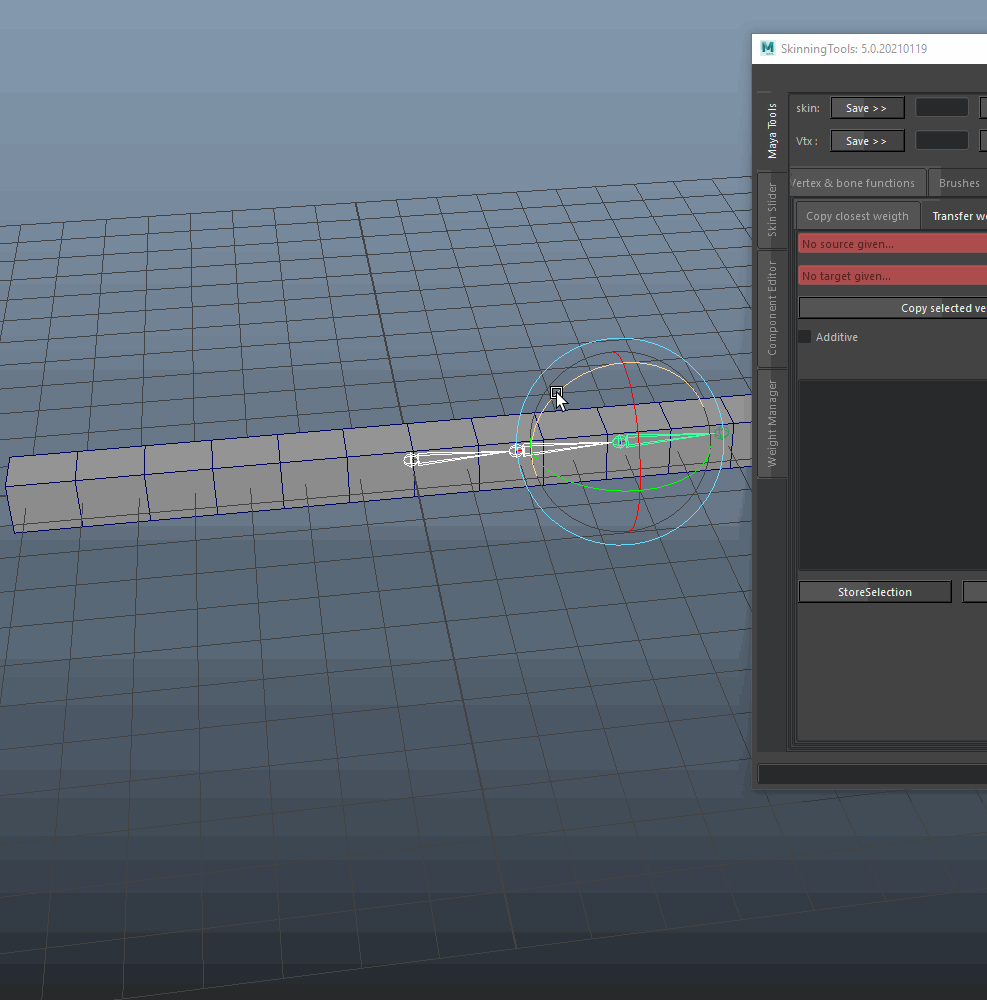 M SkinningTools: 5.0.20210119
skin: Save >>
Vtx : Save >>
Maya Tools
Skin Slider
Component Editor
Weight Manager
Vertex & bone functions Brushes
Copy closest weigth Transfer we
No source given...
No target given...
Copy selected ve
Additive
StoreSelection